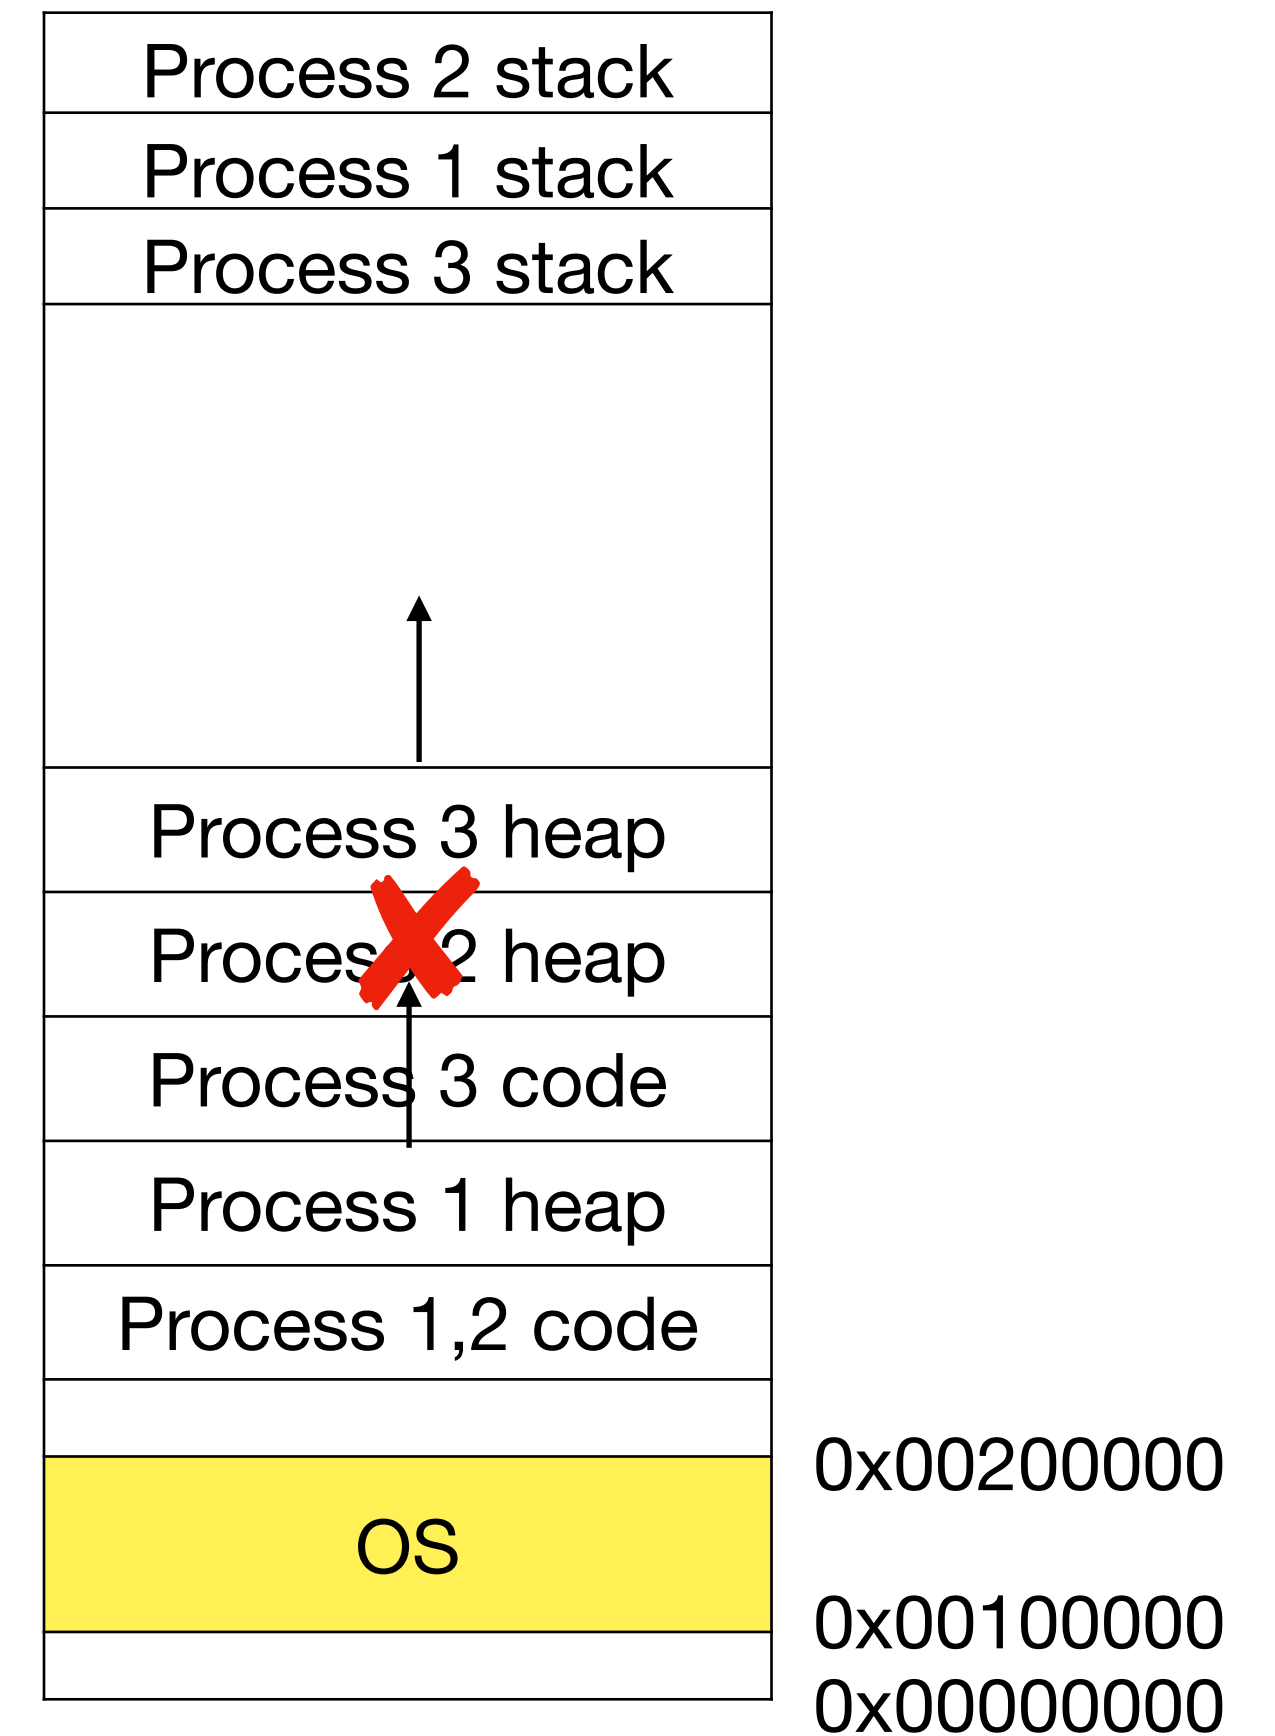 Process 2 stack
Process 1 stack
Process 3 stack
Process 3 heap
Process 2 heap
Process 3 code
Process 1 heap
Process 1,2 code
0x00200000
OS
0x00100000
0x00000000